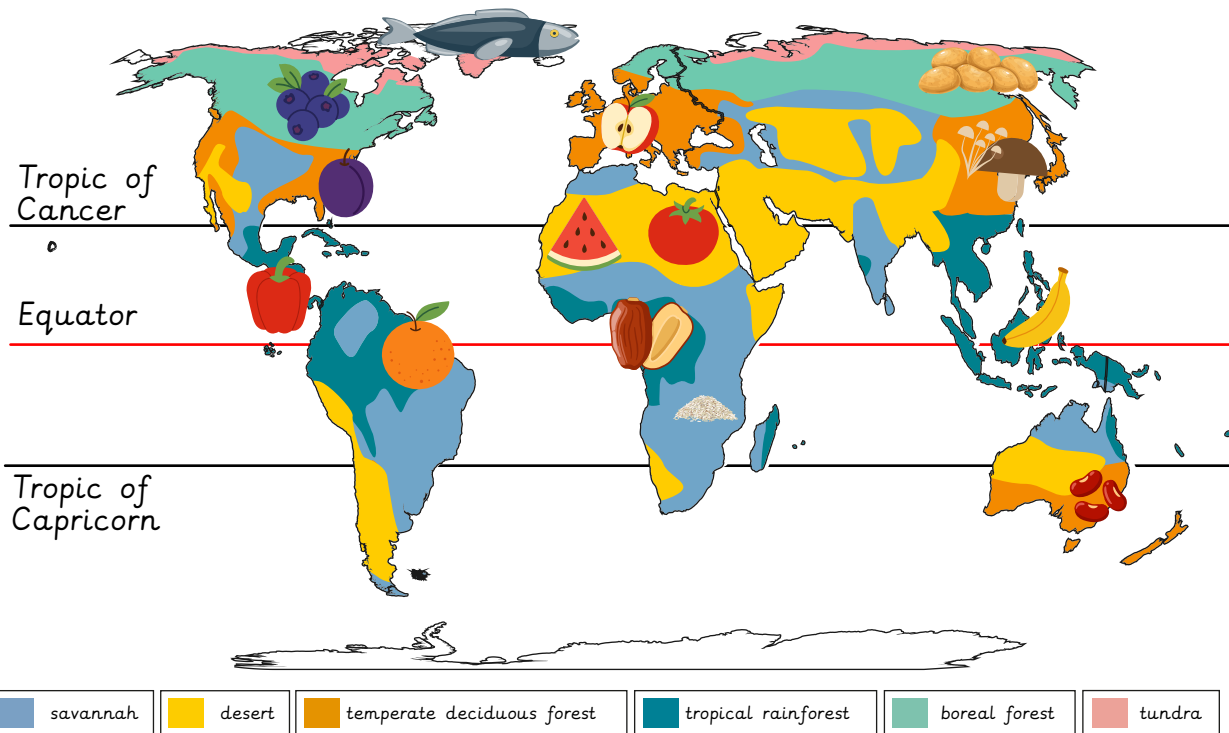 Tropic of
Cancer
Equator
Tropic of
Capricorn
savannah
desert
temperate deciduous forest
tropical rainforest
boreal forest
tundra